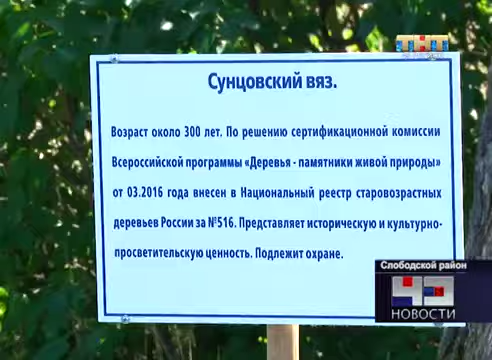 ТНТ
Сунцовский вяз.
Возраст около 300 лет. По решению сертификационной комиссии
Всероссийской программы «Деревья - памятники живой природы»
от 03.2016 года внесен в Национальный реестр старовозрастных
деревьев России за №516. Представляет историческую и культурно-
просветительскую ценность. Подлежит охране.
Слободской район
НОВОСТИ